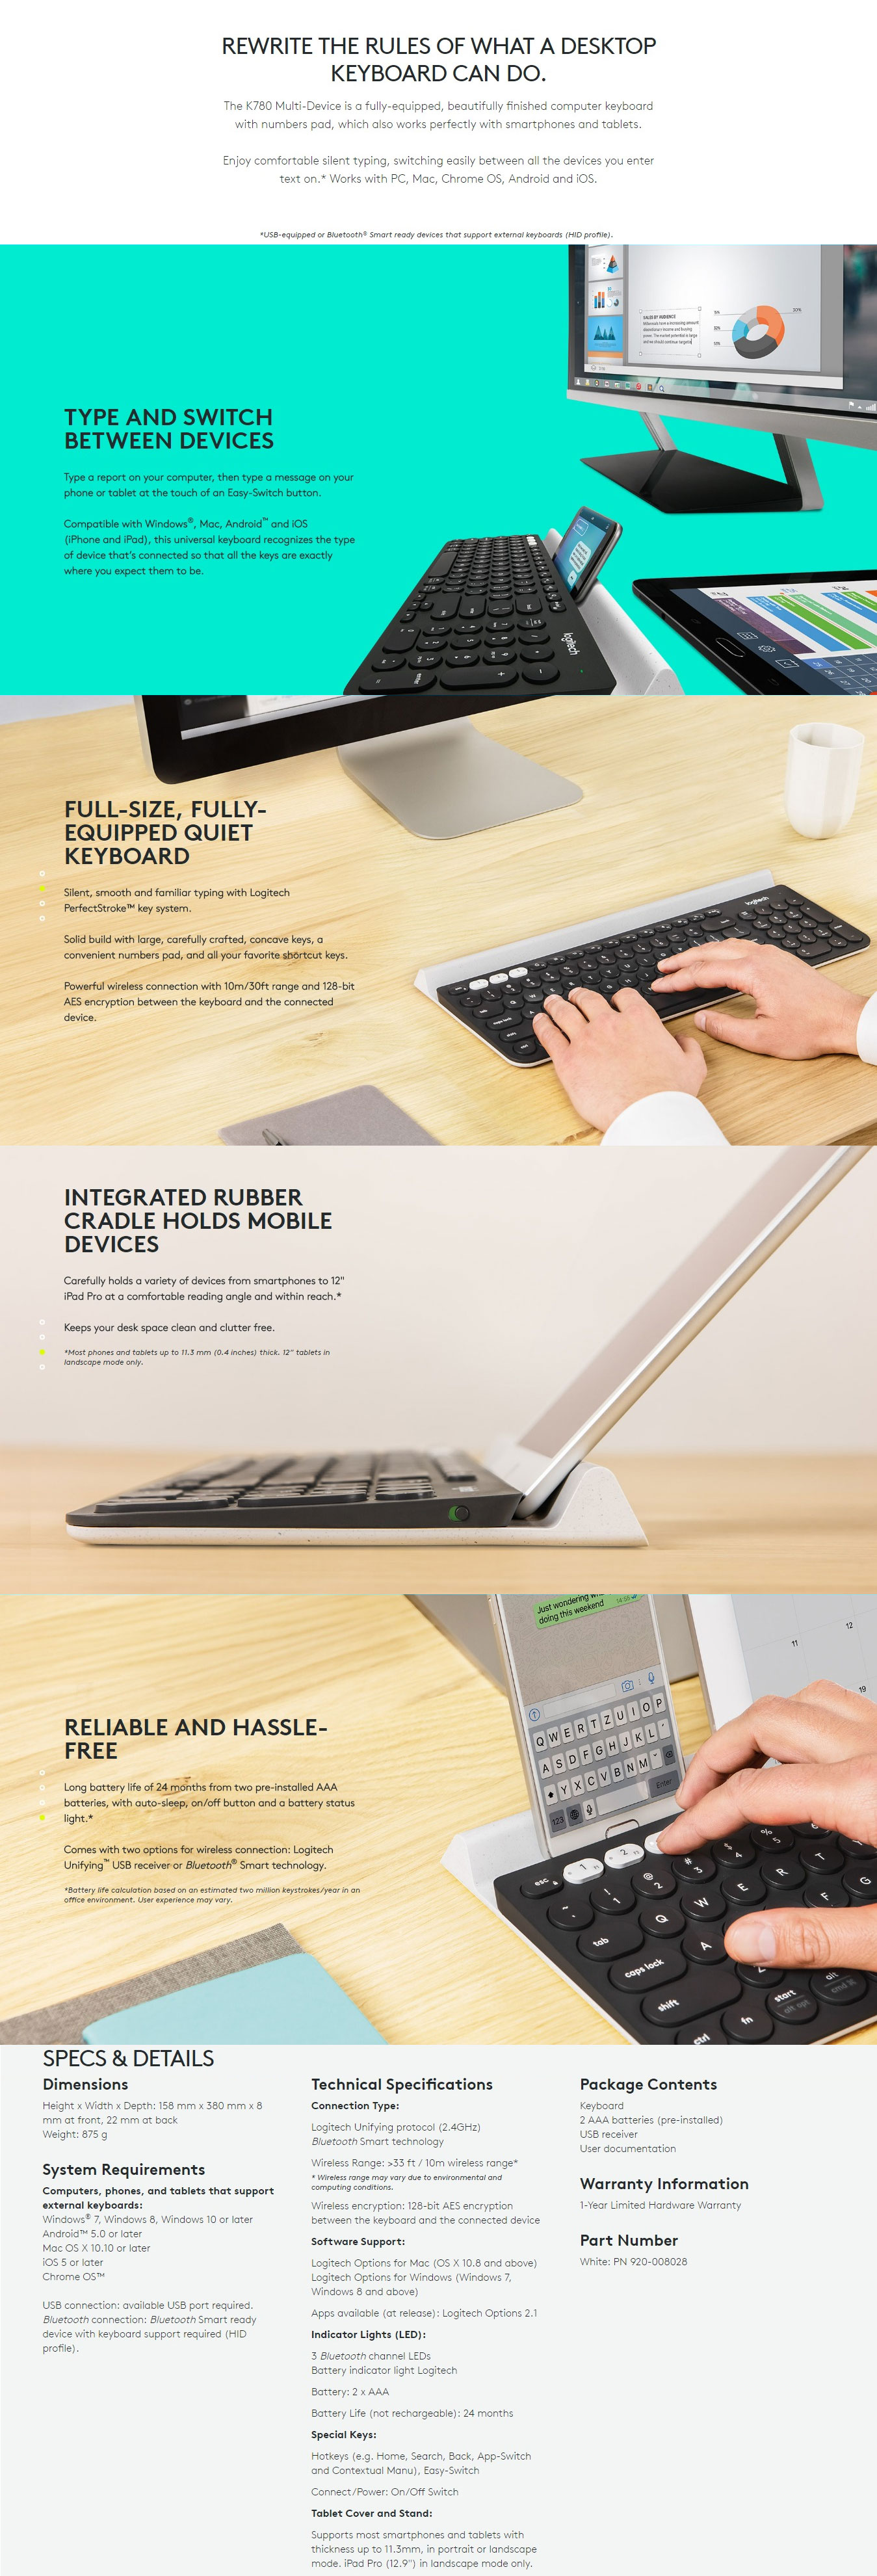 REWRITE THE RULES OF WHAT A DESKTOP
KEYBOARD CAN DO.
The K780 Multi-Device is a fully-equipped, beautifully finished computer keyboard
with numbers pad, which also works perfectly with smartphones and tablets.
Enjoy comfortable silent typing, switching easily between all the devices you enter
text on.* Works with PC, Mac, Chrome OS, Android and iOS.
*USB-equipped or Bluetooth® Smart ready devices that support external keyboards (HID profile).
SALES BY AUDIENCE
TYPE AND SWITCH
BETWEEN DEVICES
Type a report on your computer, then type a message on your
phone or tablet at the touch of an Easy-Switch button.
Compatible with Windows®, Mac, Android™ and iOS
(iPhone and iPad), this universal keyboard recognizes the type
of device that's connected so that all the keys are exactly
where you expect them to be.
logitech
FULL-SIZE, FULLY-
EQUIPPED QUIET
KEYBOARD
Silent, smooth and familiar typing with Logitech
PerfectStroke™ key system.
Solid build with large, carefully crafted, concave keys, a
convenient numbers pad, and all your favorite shortcut keys.
Powerful wireless connection with 10m/30ft range and 128-bit
AES encryption between the keyboard and the connected
device.
logitech
INTEGRATED RUBBER
CRADLE HOLDS MOBILE
DEVICES
Carefully holds a variety of devices from smartphones to 12"
iPad Pro at a comfortable reading angle and within reach.*
Keeps your desk space clean and clutter free.
*Most phones and tablets up to 11.3 mm (0.4 inches) thick. 12" tablets in
landscape mode only.
Just wondering
doing this weekend
11
12
19
Q W E R T Z U I O P
A S D F G H J K L
Y X C V B N M
123
Enter
RELIABLE AND HASSLE-
FREE
Long battery life of 24 months from two pre-installed AAA
batteries, with auto-sleep, on/off button and a battery status
light.*
Comes with two options for wireless connection: Logitech
Unifying™ USB receiver or Bluetooth® Smart technology.
*Battery life calculation based on an estimated two million keystrokes/year in an
office environment. User experience may vary.
esc 1 2
~ ! 1 @ 2 # 3 $ 4 % 5
tab Q W E R T
caps lock A F G
shift
ctrl fn start alt
SPECS & DETAILS
Dimensions
Height x Width x Depth: 158 mm x 380 mm x 8
mm at front, 22 mm at back
Weight: 875 g
System Requirements
Computers, phones, and tablets that support
external keyboards:
Windows® 7, Windows 8, Windows 10 or later
Android™ 5.0 or later
Mac OS X 10.10 or later
iOS 5 or later
Chrome OS™
USB connection: available USB port required.
Bluetooth connection: Bluetooth Smart ready
device with keyboard support required (HID
profile).
Technical Specifications
Connection Type:
Logitech Unifying protocol (2.4GHz)
Bluetooth Smart technology
Wireless Range: >33 ft / 10m wireless range*
* Wireless range may vary due to environmental and
computing conditions.
Wireless encryption: 128-bit AES encryption
between the keyboard and the connected device
Software Support:
Logitech Options for Mac (OS X 10.8 and above)
Logitech Options for Windows (Windows 7,
Windows 8 and above)
Apps available (at release): Logitech Options 2.1
Indicator Lights (LED):
3 Bluetooth channel LEDs
Battery indicator light Logitech
Battery: 2 x AAA
Battery Life (not rechargeable): 24 months
Special Keys:
Hotkeys (e.g. Home, Search, Back, App-Switch
and Contextual Manu), Easy-Switch
Connect/Power: On/Off Switch
Tablet Cover and Stand:
Supports most smartphones and tablets with
thickness up to 11.3mm, in portrait or landscape
mode. iPad Pro (12.9") in landscape mode only.
Package Contents
Keyboard
2 AAA batteries (pre-installed)
USB receiver
User documentation
Warranty Information
1-Year Limited Hardware Warranty
Part Number
White: PN 920-008028